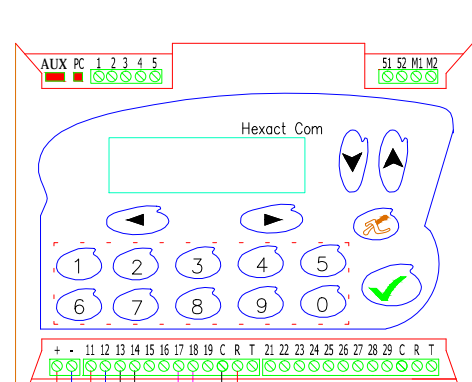 AUX PC 1 2 3 4 5 51 52 M1 M2
Hexact Com
1 2 3 4 5
6 7 8 9 0
+ - 11 12 13 14 15 16 17 18 19 C R T 21 22 23 24 25 26 27 28 29 C R T